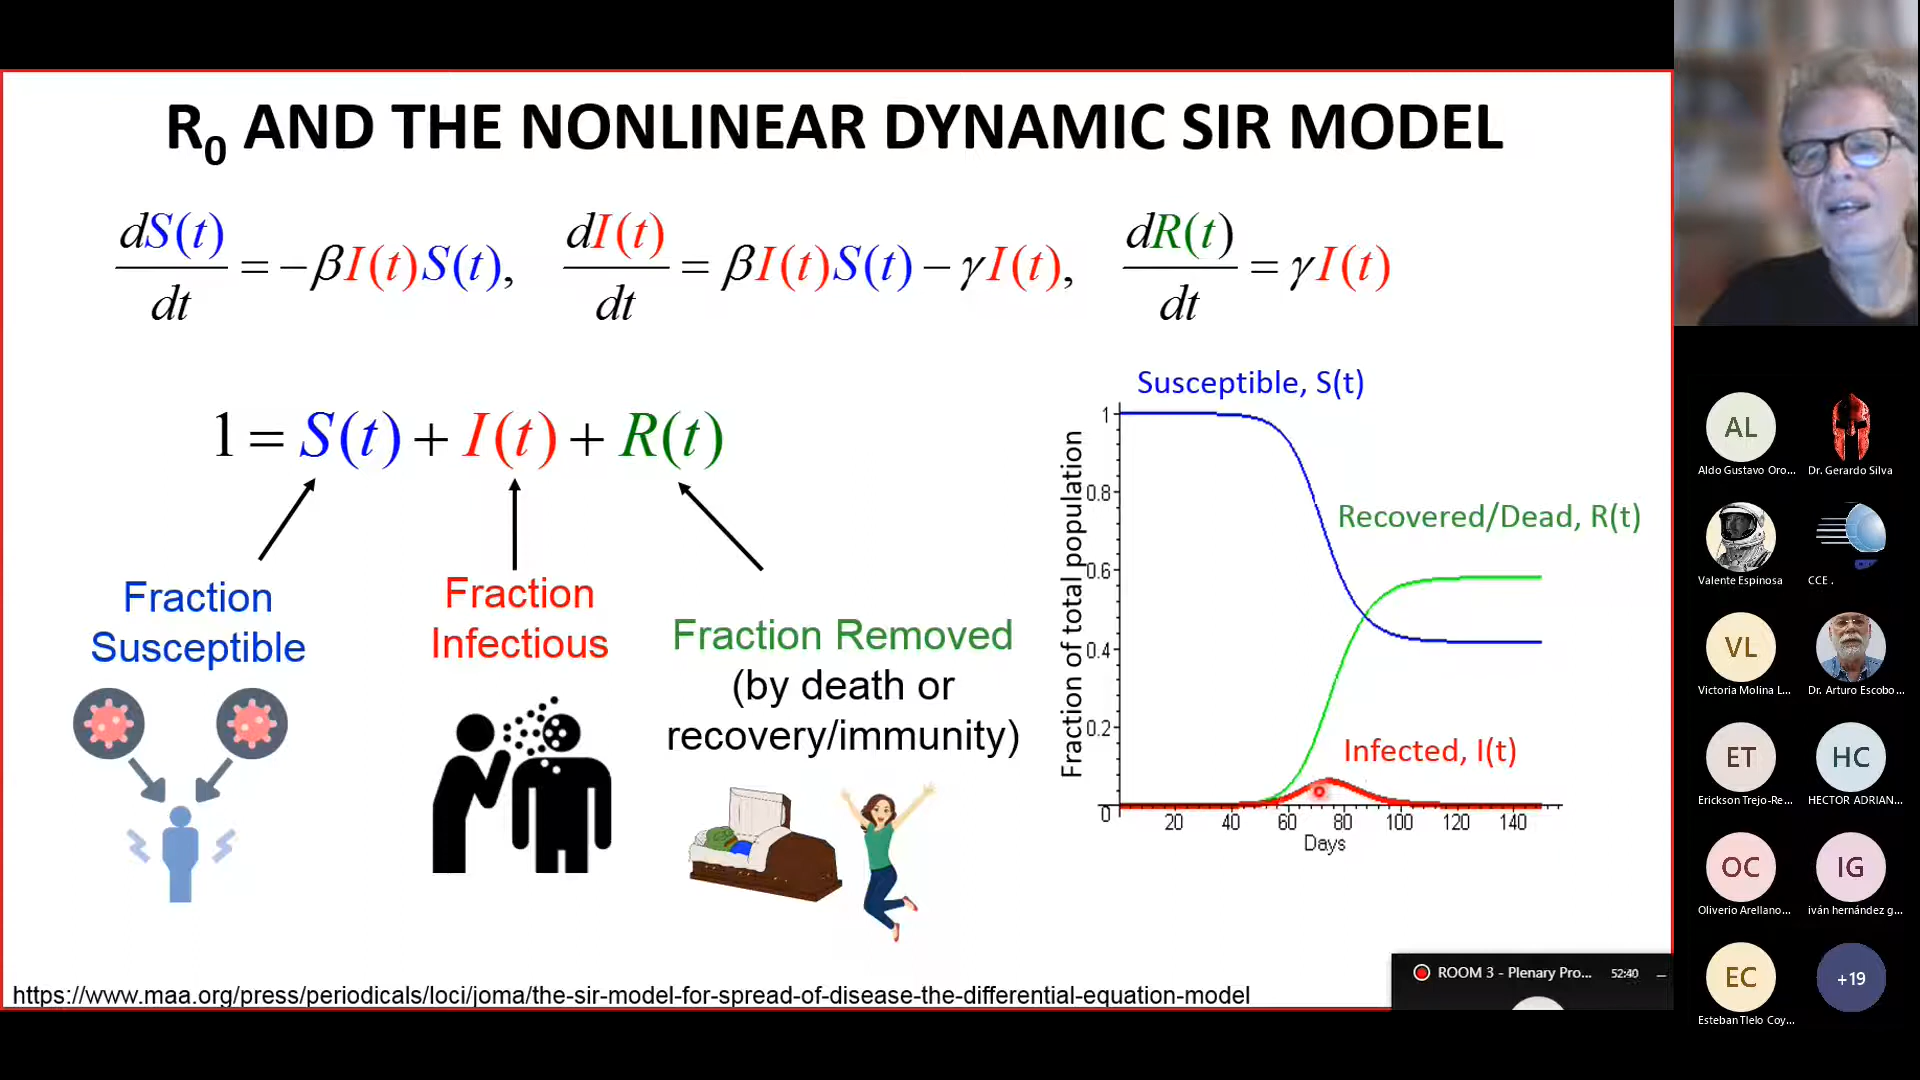 R₀ AND THE NONLINEAR DYNAMIC SIR MODEL
dS(t)/dt = −βI(t)S(t), dI(t)/dt = βI(t)S(t) − γI(t), dR(t)/dt = γI(t)
1 = S(t) + I(t) + R(t)
Fraction
Susceptible
Fraction
Infectious
Fraction Removed
(by death or
recovery/immunity)
Susceptible, S(t)
Recovered/Dead, R(t)
Infected, I(t)
Fraction of total population
1
0.8
0.6
0.4
0.2
0
20 40 60 80 100 120 140
Days
https://www.maa.org/press/periodicals/loci/joma/the-sir-model-for-spread-of-disease-the-differential-equation-model
ROOM 3 - Plenary Pro... 52:40
AL
Aldo Gustavo Oro...
Dr. Gerardo Silva
Valente Espinosa
CCE .
VL
Victoria Molina L...
Dr. Arturo Escobo...
ET
Erickson Trejo-Re...
HC
HECTOR ADRIAN...
OC
Oliverio Arellano...
IG
iván hernández g...
EC
Esteban Tlelo Coy...
+19